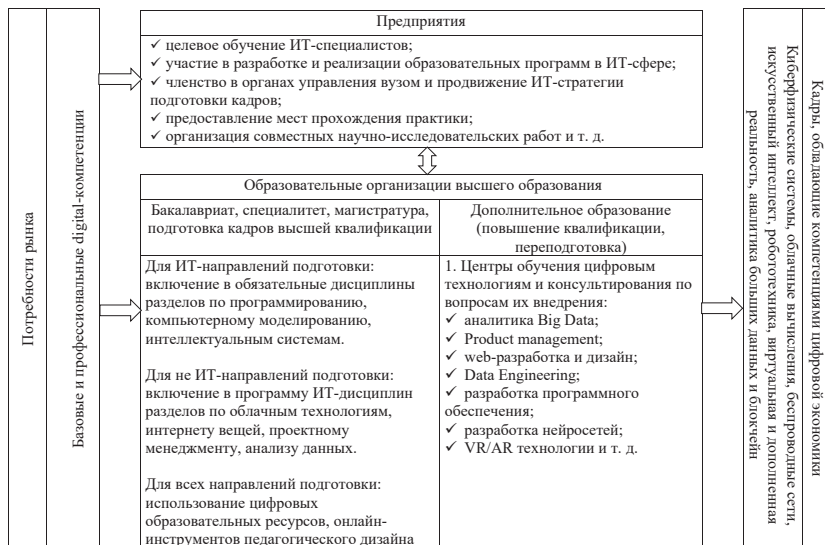 Потребности рынка
Базовые и профессиональные digital-компетенции
Предприятия
✓ целевое обучение ИТ-специалистов;
✓ участие в разработке и реализации образовательных программ в ИТ-сфере;
✓ членство в органах управления вузом и продвижение ИТ-стратегии
подготовки кадров;
✓ предоставление мест прохождения практики;
✓ организация совместных научно-исследовательских работ и т. д.
Образовательные организации высшего образования
Бакалавриат, специалитет, магистратура,
подготовка кадров высшей квалификации
Для ИТ-направлений подготовки:
включение в обязательные дисциплины
разделов по программированию,
компьютерному моделированию,
интеллектуальным системам.
Для не ИТ-направлений подготовки:
включение в программу ИТ-дисциплин
разделов по облачным технологиям,
интернету вещей, проектному
менеджменту, анализу данных.
Для всех направлений подготовки:
использование цифровых
образовательных ресурсов, онлайн-
инструментов педагогического дизайна
Дополнительное образование
(повышение квалификации,
переподготовка)
1. Центры обучения цифровым
технологиям и консультирования по
вопросам их внедрения:
✓ аналитика Big Data;
✓ Product management;
✓ web-разработка и дизайн;
✓ Data Engineering;
✓ разработка программного
обеспечения;
✓ разработка нейросетей;
✓ VR/AR технологии и т. д.
Кадры, обладающие компетенциями цифровой экономики
Киберфизические системы, облачные вычисления, беспроводные сети,
искусственный интеллект, робототехника, виртуальная и дополненная
реальность, аналитика больших данных и блокчейн